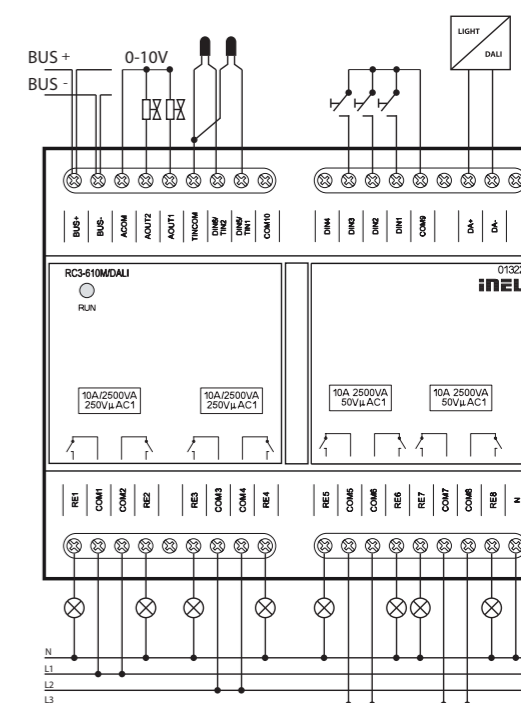 LIGHT
DALI
BUS +
BUS -
0-10V
BUS+
BUS-
ACOM
AOUT2
AOUT1
TINCOM
DIN6/
TIN2
DIN5/
TIN1
COM10
DIN4
DIN3
DIN2
DIN1
COM9
DA+
DA-
RC3-610M/DALI
RUN
01322
iNEL
10A/2500VA
250VµAC1
10A/2500VA
250VµAC1
10A 2500VA
50VµAC1
10A 2500VA
50VµAC1
RE1
COM1
COM2
RE2
RE3
COM3
COM4
RE4
RE5
COM5
COM6
RE6
RE7
COM7
COM8
RE8
N
N
L1
L2
L3